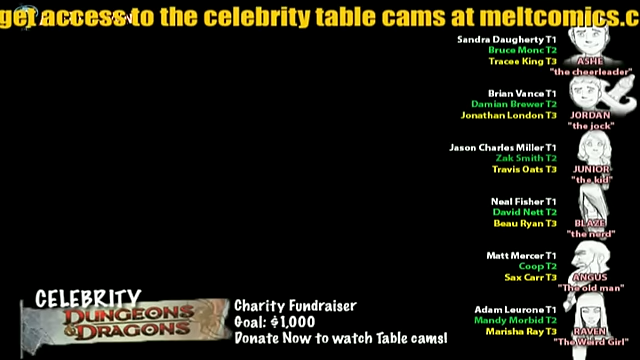 get access to the celebrity table cams at meltcomics.c
Sandra Daugherty T1
Bruce Monc T2
Tracee King T3
ASHE
"the cheerleader"
Brian Vance T1
Damian Brewer T2
Jonathan London T3
JORDAN
"the jock"
Jason Charles Miller T1
Zak Smith T2
Travis Oats T3
JUNIOR
"the kid"
Neal Fisher T1
David Nett T2
Beau Ryan T3
BLAZE
"the nerd"
Matt Mercer T1
Coop T2
Sax Carr T3
ANGUS
"The old man"
Adam Leurone T1
Mandy Morbid T2
Marisha Ray T3
RAVEN
"The Weird Girl"
CELEBRITY
DUNGEONS
& DRAGONS
Charity Fundraiser
Goal: $1,000
Donate Now to watch Table cams!